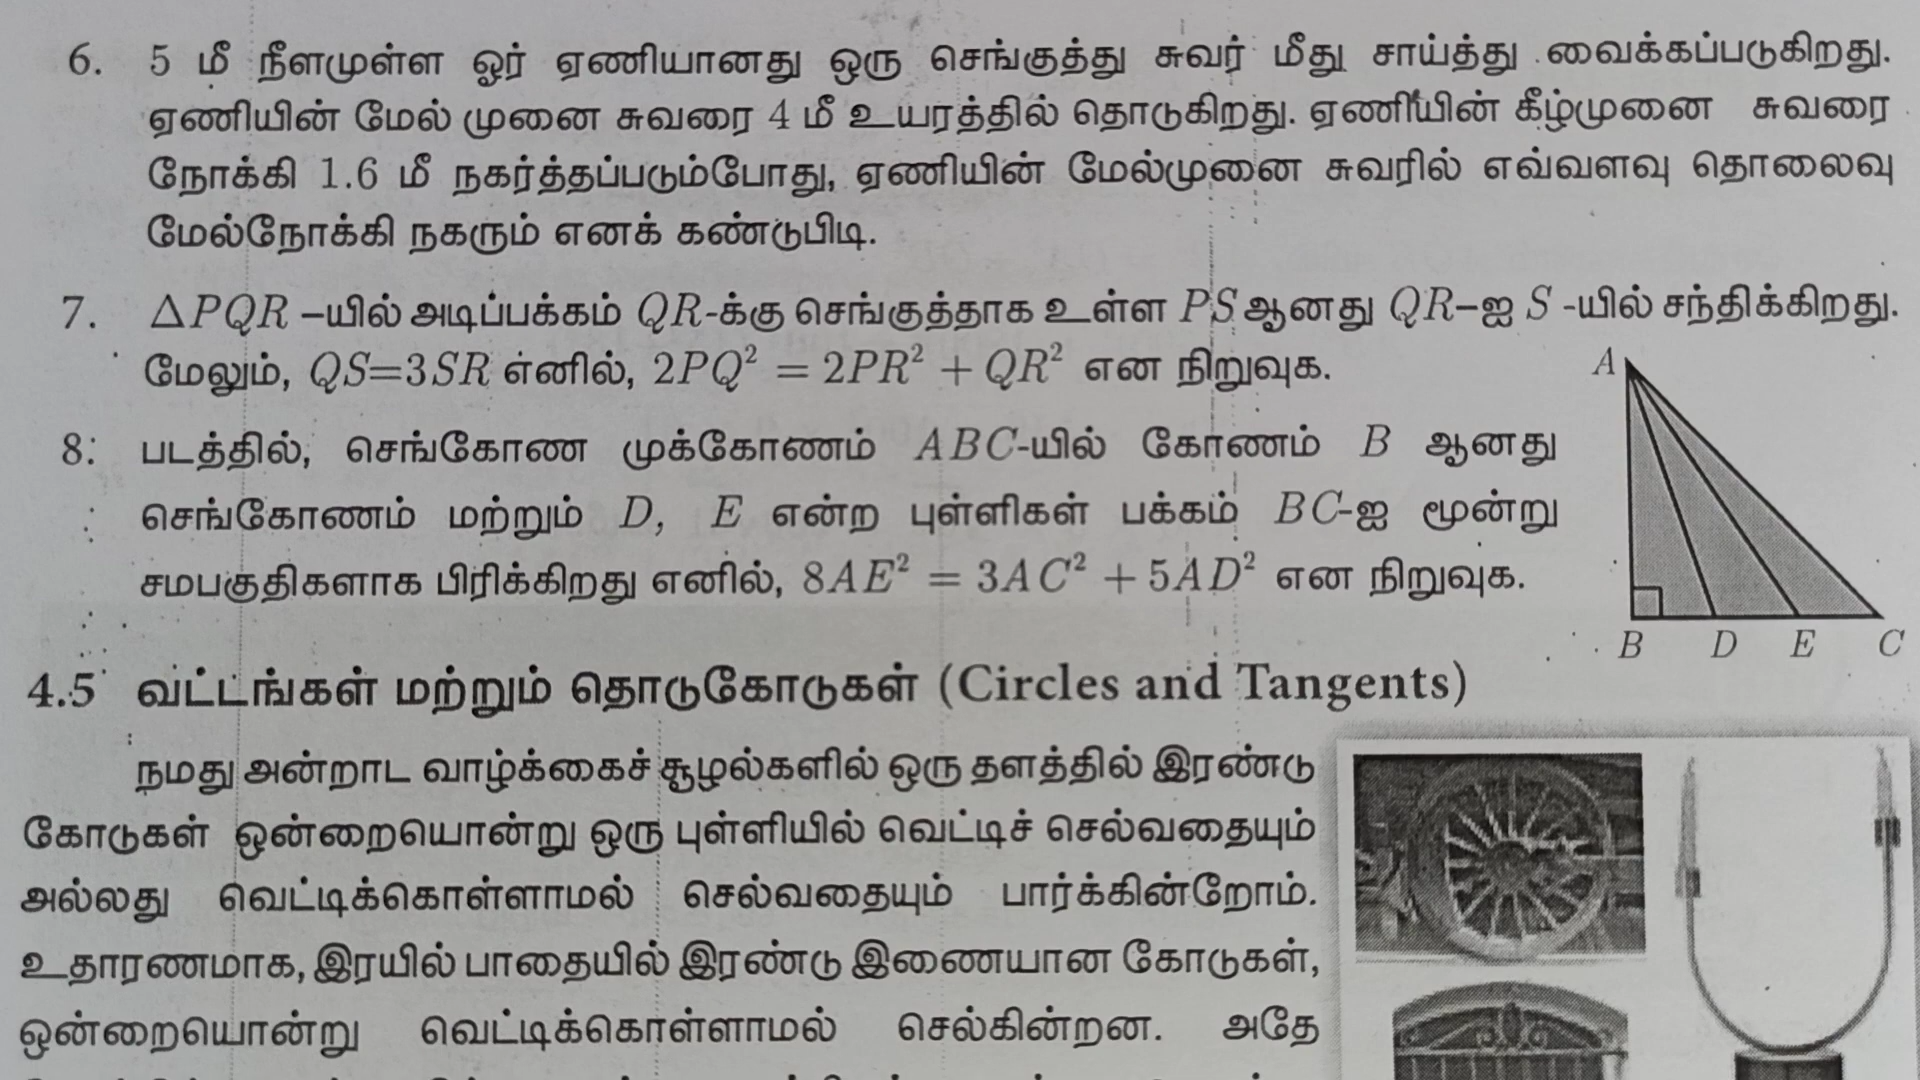 6. 5 மீ நீளமுள்ள ஓர் ஏணியானது ஒரு செங்குத்து சுவர் மீது சாய்த்து வைக்கப்படுகிறது.
ஏணியின் மேல் முனை சுவரை 4 மீ உயரத்தில் தொடுகிறது. ஏணியின் கீழ்முனை சுவரை
நோக்கி 1.6 மீ நகர்த்தப்படும்போது, ஏணியின் மேல்முனை சுவரில் எவ்வளவு தொலைவு
மேல்நோக்கி நகரும் எனக் கண்டுபிடி.
7. △PQR –யில் அடிப்பக்கம் QR-க்கு செங்குத்தாக உள்ள PS ஆனது QR–ஐ S -யில் சந்திக்கிறது.
மேலும், QS=3SR எனில், 2PQ² = 2PR² + QR² என நிறுவுக.
8. படத்தில், செங்கோண முக்கோணம் ABC-யில் கோணம் B ஆனது
செங்கோணம் மற்றும் D, E என்ற புள்ளிகள் பக்கம் BC-ஐ மூன்று
சமபகுதிகளாக பிரிக்கிறது எனில், 8AE² = 3AC² + 5AD² என நிறுவுக.
A
B D E C
4.5 வட்டங்கள் மற்றும் தொடுகோடுகள் (Circles and Tangents)
நமது அன்றாட வாழ்க்கைச் சூழல்களில் ஒரு தளத்தில் இரண்டு
கோடுகள் ஒன்றையொன்று ஒரு புள்ளியில் வெட்டிச் செல்வதையும்
அல்லது வெட்டிக்கொள்ளாமல் செல்வதையும் பார்க்கின்றோம்.
உதாரணமாக, இரயில் பாதையில் இரண்டு இணையான கோடுகள்,
ஒன்றையொன்று வெட்டிக்கொள்ளாமல் செல்கின்றன. அதே